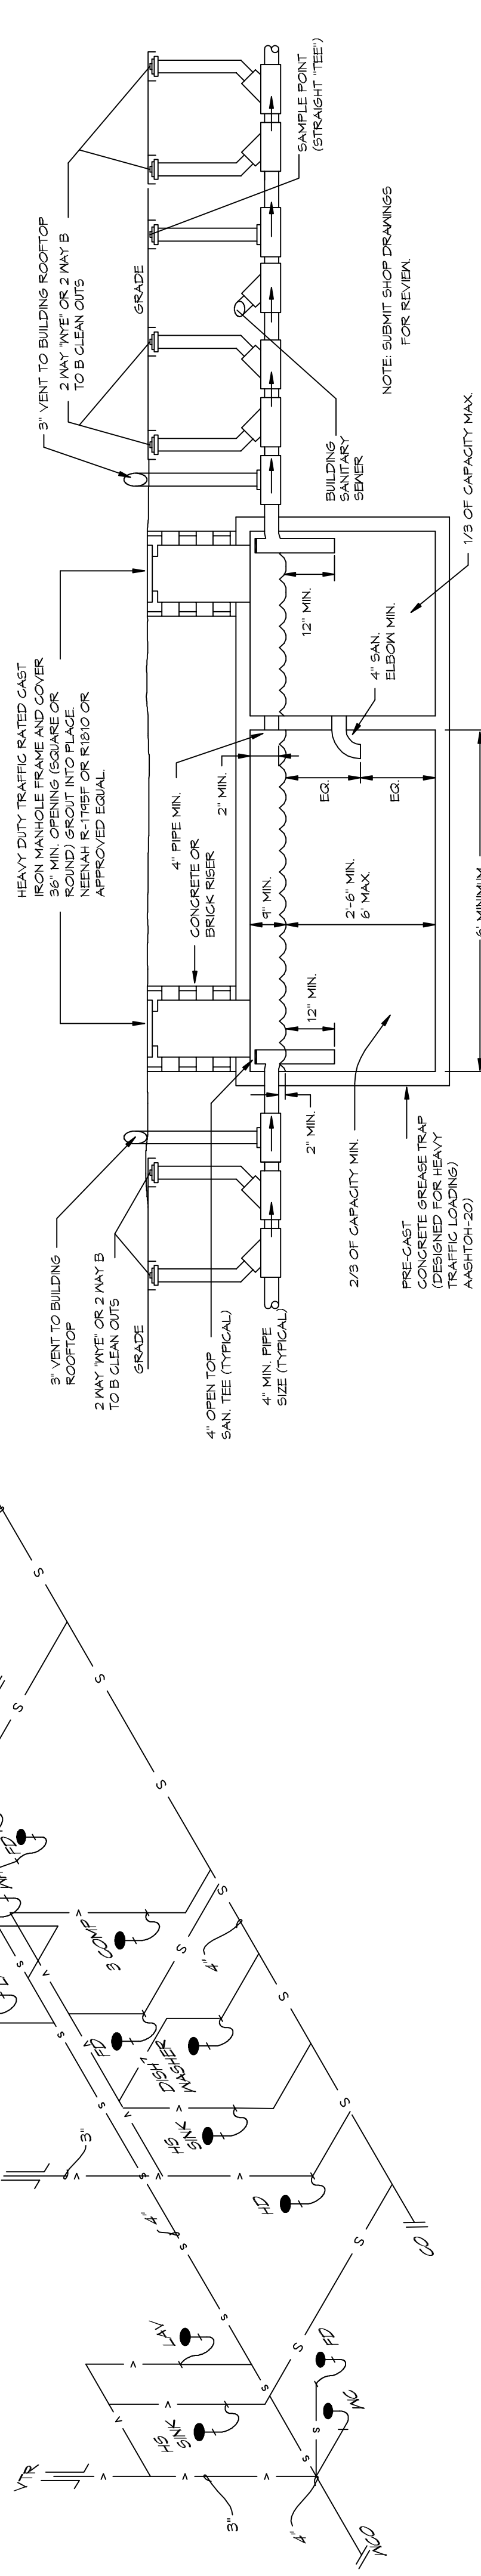 3" VENT TO BUILDING
ROOFTOP
2 WAY "WYE" OR 2 WAY B
TO B CLEAN OUTS
GRADE
4" OPEN TOP
SAN. TEE (TYPICAL)
4" MIN. PIPE
SIZE (TYPICAL)
HEAVY DUTY TRAFFIC RATED CAST
IRON MANHOLE FRAME AND COVER
36" MIN. OPENING (SQUARE OR
ROUND) GROUT INTO PLACE.
NEENAH R-1795F OR R1810 OR
APPROVED EQUAL.
CONCRETE OR
BRICK RISER
4" PIPE MIN.
2" MIN.
9" MIN.
12" MIN.
2" MIN.
2'-6" MIN.
6' MAX.
EQ.
EQ.
12" MIN.
4" SAN.
ELBOW MIN.
2/3 OF CAPACITY MIN.
1/3 OF CAPACITY MAX.
PRE-CAST
CONCRETE GREASE TRAP
(DESIGNED FOR HEAVY
TRAFFIC LOADING)
AASHTOH-20)
6' MINIMUM
3" VENT TO BUILDING ROOFTOP
2 WAY "WYE" OR 2 WAY B
TO B CLEAN OUTS
GRADE
BUILDING
SANITARY
SEWER
SAMPLE POINT
(STRAIGHT "TEE")
NOTE: SUBMIT SHOP DRAWINGS
FOR REVIEW.
VTR
3"
4"
WCO
WC
FD
HS
SINK
LAV
4"
3"
HD
CO
HS
SINK
DISH
WASHER
FD
3 COMP
4"
FD